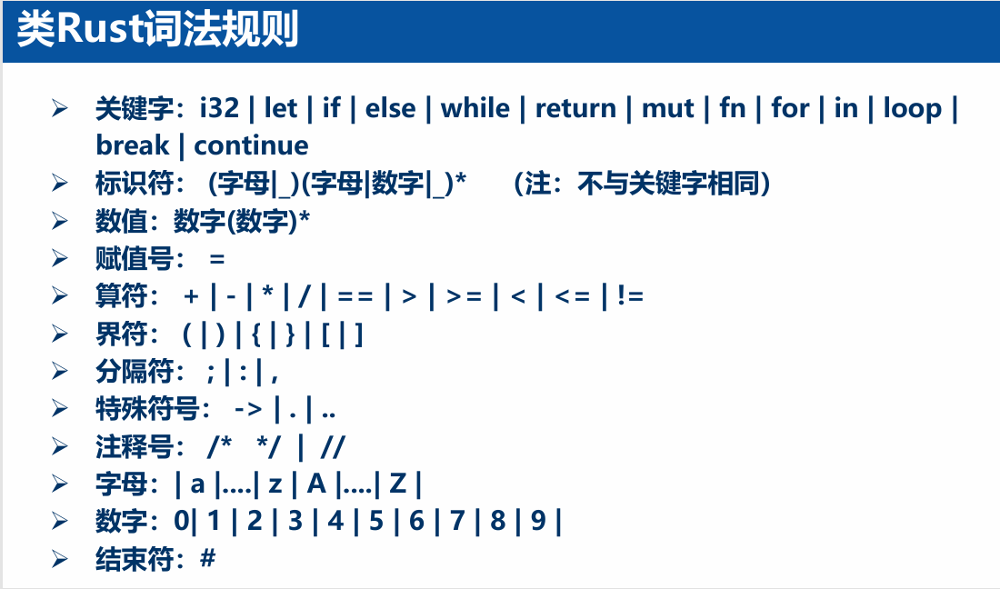 类Rust词法规则
➢ 关键字：i32 | let | if | else | while | return | mut | fn | for | in | loop |
break | continue
➢ 标识符： (字母|_)(字母|数字|_)* （注：不与关键字相同）
➢ 数值：数字(数字)*
➢ 赋值号： =
➢ 算符： + | - | * | / | == | > | >= | < | <= | !=
➢ 界符： ( | ) | { | } | [ | ]
➢ 分隔符： ; | : | ,
➢ 特殊符号： -> | . | ..
➢ 注释号： /* */ | //
➢ 字母：| a |....| z | A |....| Z |
➢ 数字：0| 1 | 2 | 3 | 4 | 5 | 6 | 7 | 8 | 9 |
➢ 结束符：#